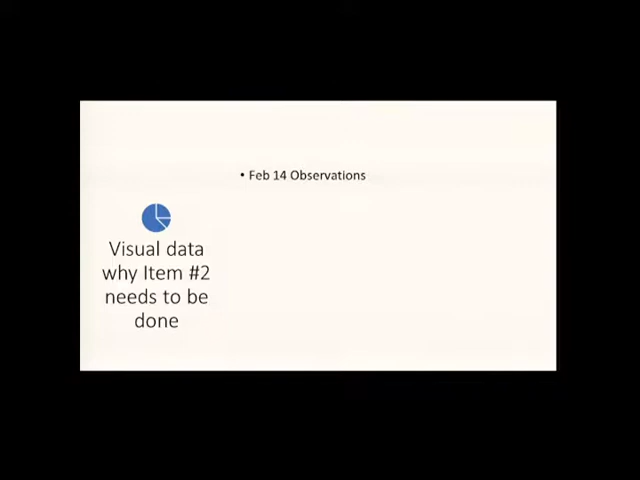 Visual data
why Item #2
needs to be
done
• Feb 14 Observations